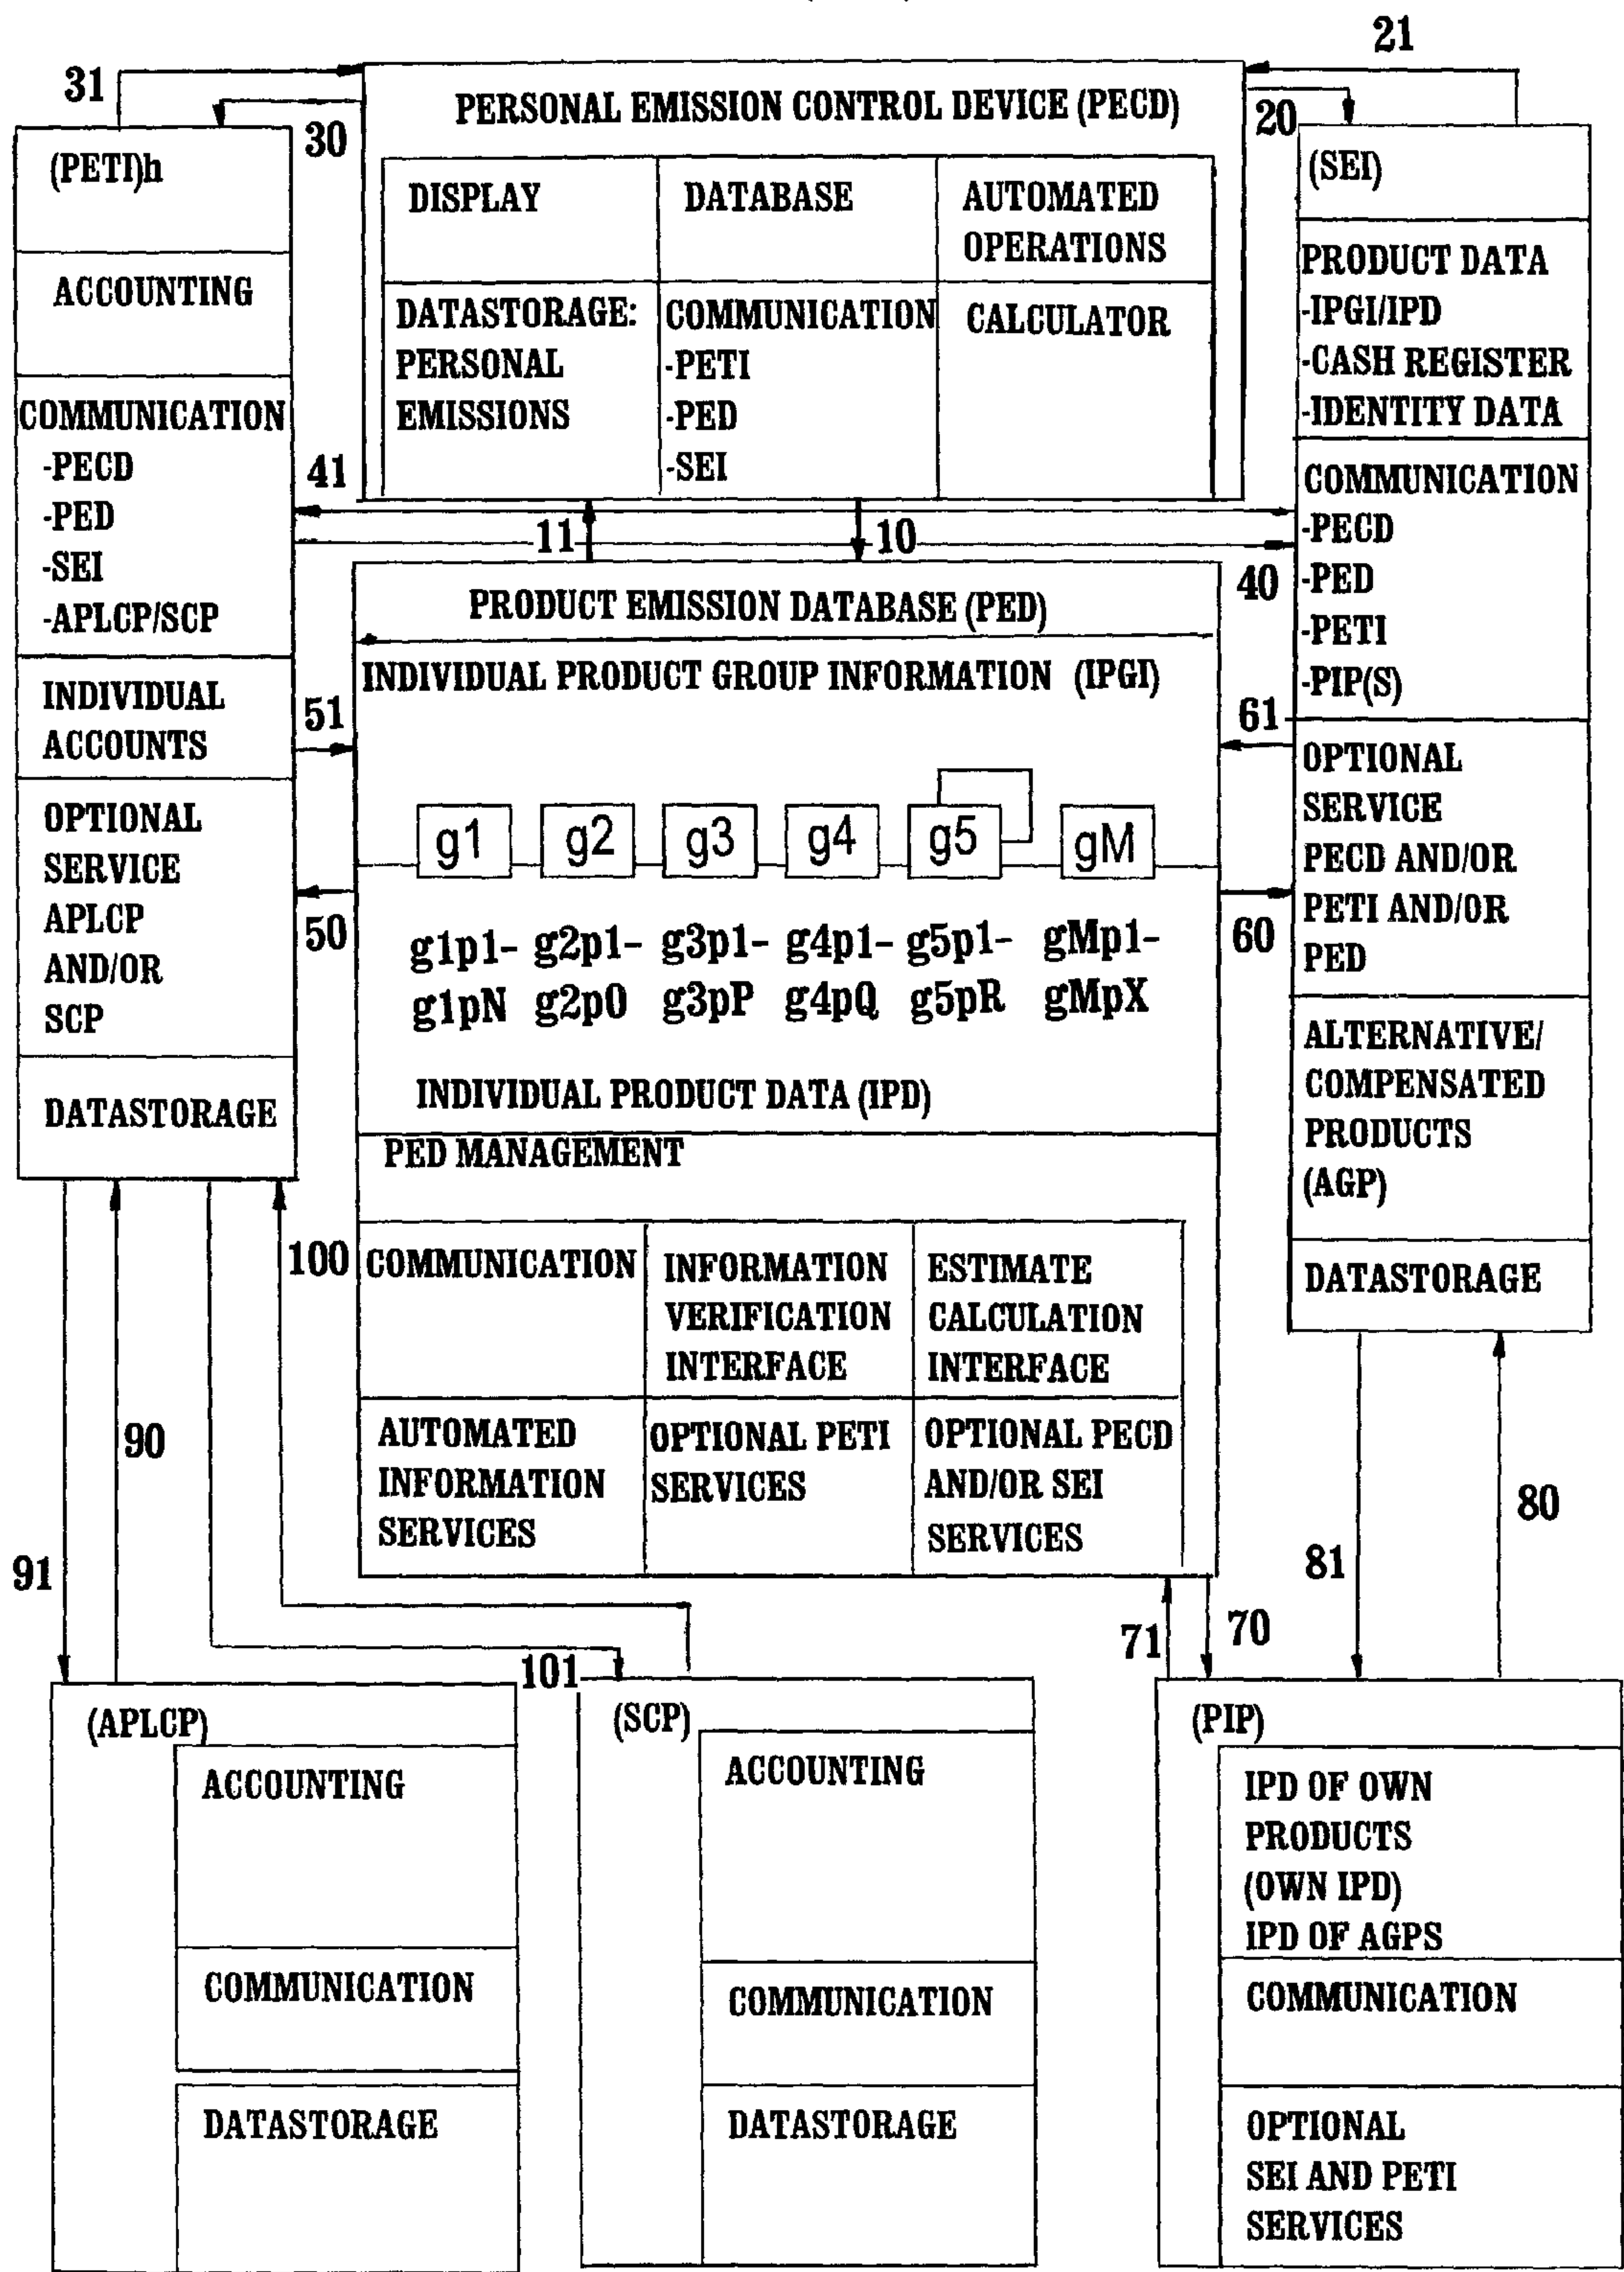 21
31
PERSONAL EMISSION CONTROL DEVICE (PECD)
30
20
DISPLAY
DATABASE
AUTOMATED
OPERATIONS
DATASTORAGE:
PERSONAL
EMISSIONS
COMMUNICATION
-PETI
-PED
-SEI
CALCULATOR
(PETI)h
ACCOUNTING
COMMUNICATION
-PECD
-PED
-SEI
-APLCP/SCP
INDIVIDUAL
ACCOUNTS
OPTIONAL
SERVICE
APLCP
AND/OR
SCP
DATASTORAGE
(SEI)
PRODUCT DATA
-IPGI/IPD
-CASH REGISTER
-IDENTITY DATA
COMMUNICATION
-PECD
-PED
-PETI
-PIP(S)
OPTIONAL
SERVICE
PECD AND/OR
PETI AND/OR
PED
ALTERNATIVE/
COMPENSATED
PRODUCTS
(AGP)
DATASTORAGE
41
11
10
40
51
61
50
60
PRODUCT EMISSION DATABASE (PED)
INDIVIDUAL PRODUCT GROUP INFORMATION (IPGI)
g1 g2 g3 g4 g5 gM
g1p1- g2p1- g3p1- g4p1- g5p1- gMp1-
g1pN g2pO g3pP g4pQ g5pR gMpX
INDIVIDUAL PRODUCT DATA (IPD)
PED MANAGEMENT
100
COMMUNICATION
INFORMATION
VERIFICATION
INTERFACE
ESTIMATE
CALCULATION
INTERFACE
AUTOMATED
INFORMATION
SERVICES
OPTIONAL PETI
SERVICES
OPTIONAL PECD
AND/OR SEI
SERVICES
90
91
80
81
71
70
101
(APLCP)
ACCOUNTING
COMMUNICATION
DATASTORAGE
(SCP)
ACCOUNTING
COMMUNICATION
DATASTORAGE
(PIP)
IPD OF OWN
PRODUCTS
(OWN IPD)
IPD OF AGPS
COMMUNICATION
OPTIONAL
SEI AND PETI
SERVICES